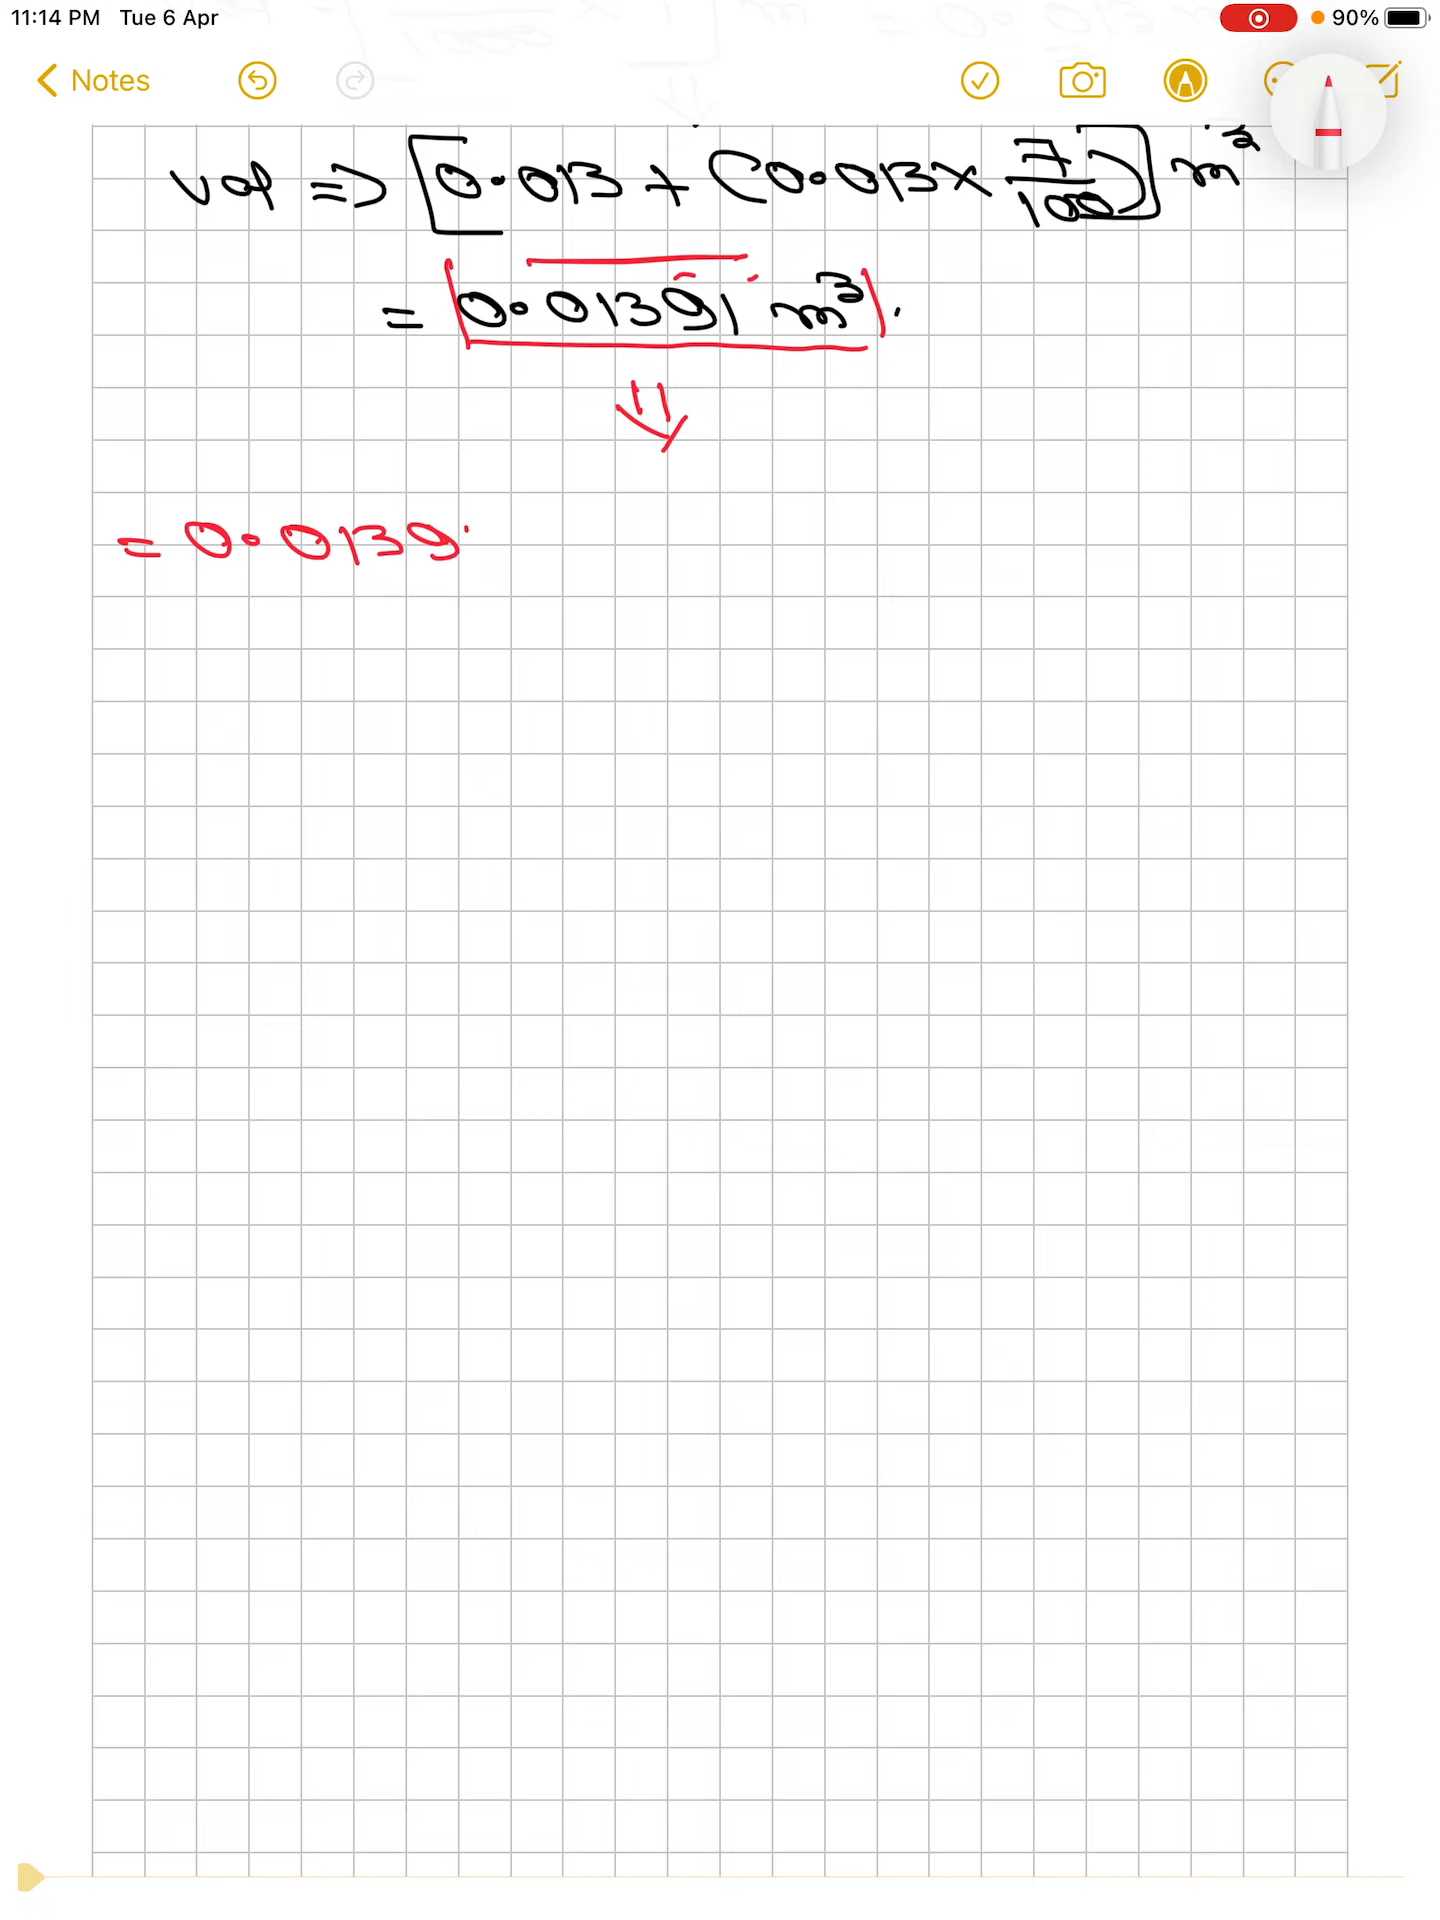 11:14 PM Tue 6 Apr 90%
Notes
vol => [0.013 + (0.013 × 7/100)] m²
= 0.01391 m³.
= 0.0139